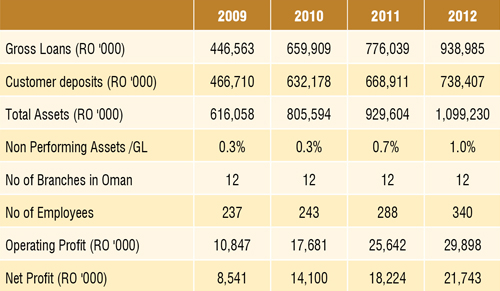 2009 2010 2011 2012
Gross Loans (RO '000) 446,563 659,909 776,039 938,985
Customer deposits (RO '000) 466,710 632,178 668,911 738,407
Total Assets (RO '000) 616,058 805,594 929,604 1,099,230
Non Performing Assets /GL 0.3% 0.3% 0.7% 1.0%
No of Branches in Oman 12 12 12 12
No of Employees 237 243 288 340
Operating Profit (RO '000) 10,847 17,681 25,642 29,898
Net Profit (RO '000) 8,541 14,100 18,224 21,743